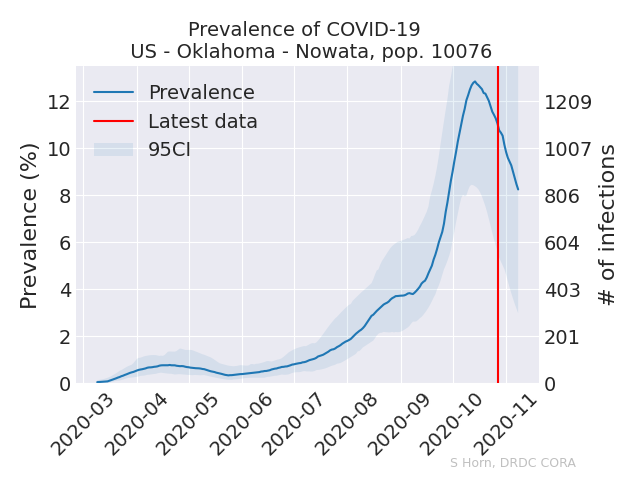 Prevalence of COVID-19
US - Oklahoma - Nowata, pop. 10076
Prevalence
Latest data
95CI
Prevalence (%)
12
10
8
6
4
2
0
1209
1007
806
604
403
201
0
# of infections
2020-03
2020-04
2020-05
2020-06
2020-07
2020-08
2020-09
2020-10
2020-11
S Horn, DRDC CORA